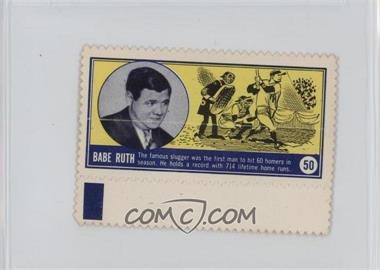 BABE RUTH
The famous slugger was the first man to hit 60 homers in
season. He holds a record with 714 lifetime home runs.
50
COMC